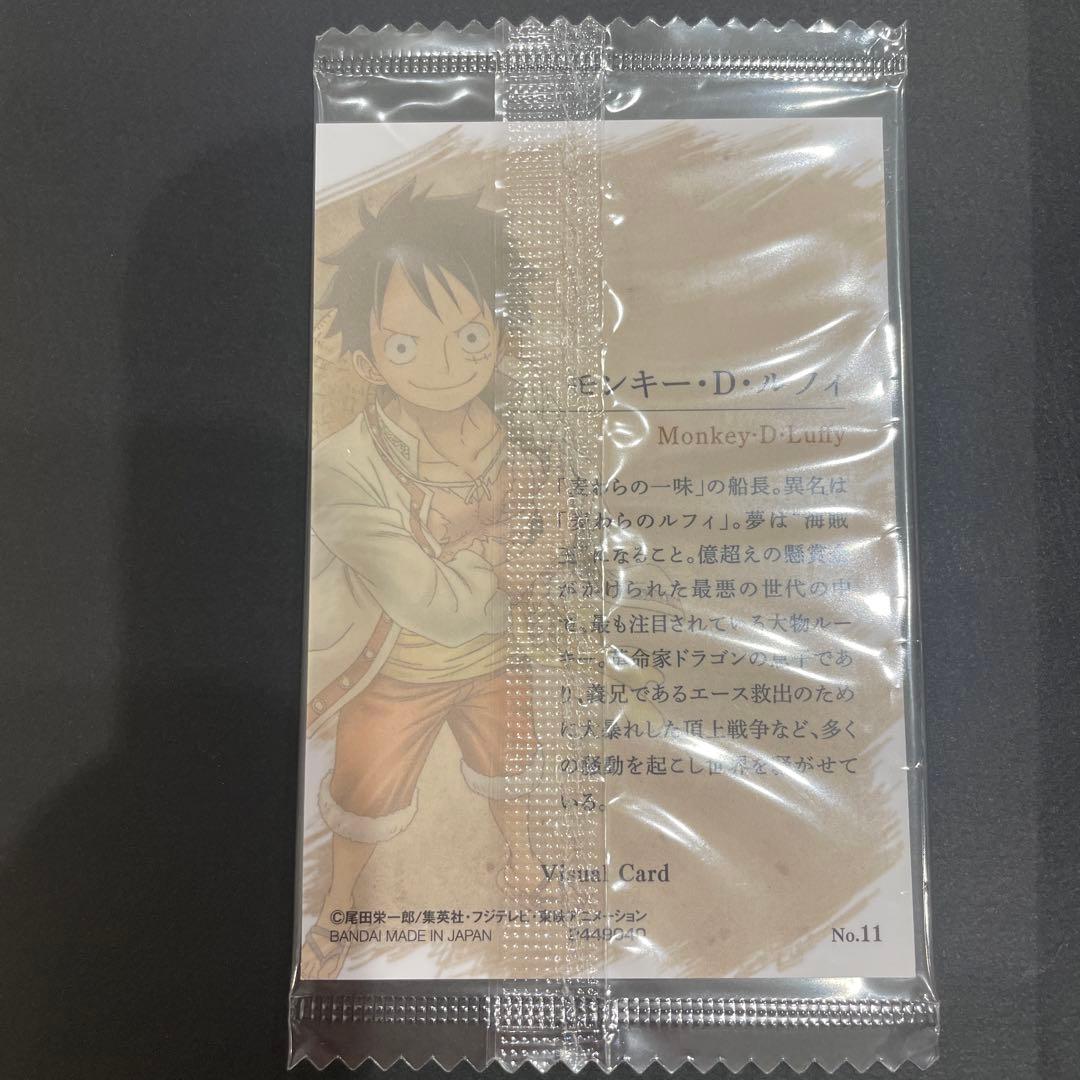 モンキー・D・ルフィ
Monkey·D·Luffy
「麦わらの一味」の船長。異名は
「麦わらのルフィ」。夢は“海賊
王”になること。億超えの懸賞金
がかけられた最悪の世代の中
で、最も注目されている大物ルー
キー。革命家ドラゴンの息子であ
り、義兄であるエース救出のため
に大暴れした頂上戦争など、多く
の騒動を起こし世界を騒がせて
いる。
Visual Card
©尾田栄一郎/集英社・フジテレビ・東映アニメーション
BANDAI MADE IN JAPAN
No.11